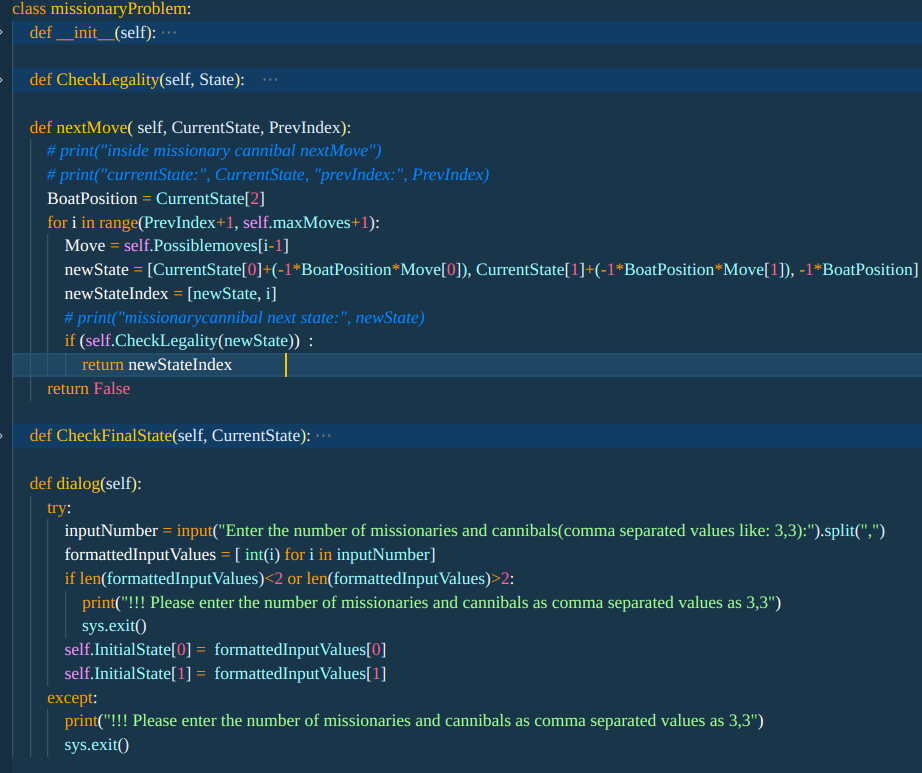 class missionaryProblem:
def __init__(self): ···
def CheckLegality(self, State): ···
def nextMove( self, CurrentState, PrevIndex):
# print("inside missionary cannibal nextMove")
# print("currentState:", CurrentState, "prevIndex:", PrevIndex)
BoatPosition = CurrentState[2]
for i in range(PrevIndex+1, self.maxMoves+1):
Move = self.Possiblemoves[i-1]
newState = [CurrentState[0]+(-1*BoatPosition*Move[0]), CurrentState[1]+(-1*BoatPosition*Move[1]), -1*BoatPosition]
newStateIndex = [newState, i]
# print("missionarycannibal next state:", newState)
if (self.CheckLegality(newState)) :
return newStateIndex
return False
def CheckFinalState(self, CurrentState): ···
def dialog(self):
try:
inputNumber = input("Enter the number of missionaries and cannibals(comma separated values like: 3,3):").split(",")
formattedInputValues = [ int(i) for i in inputNumber]
if len(formattedInputValues)<2 or len(formattedInputValues)>2:
print("!!! Please enter the number of missionaries and cannibals as comma separated values as 3,3")
sys.exit()
self.InitialState[0] =  formattedInputValues[0]
self.InitialState[1] =  formattedInputValues[1]
except:
print("!!! Please enter the number of missionaries and cannibals as comma separated values as 3,3")
sys.exit()